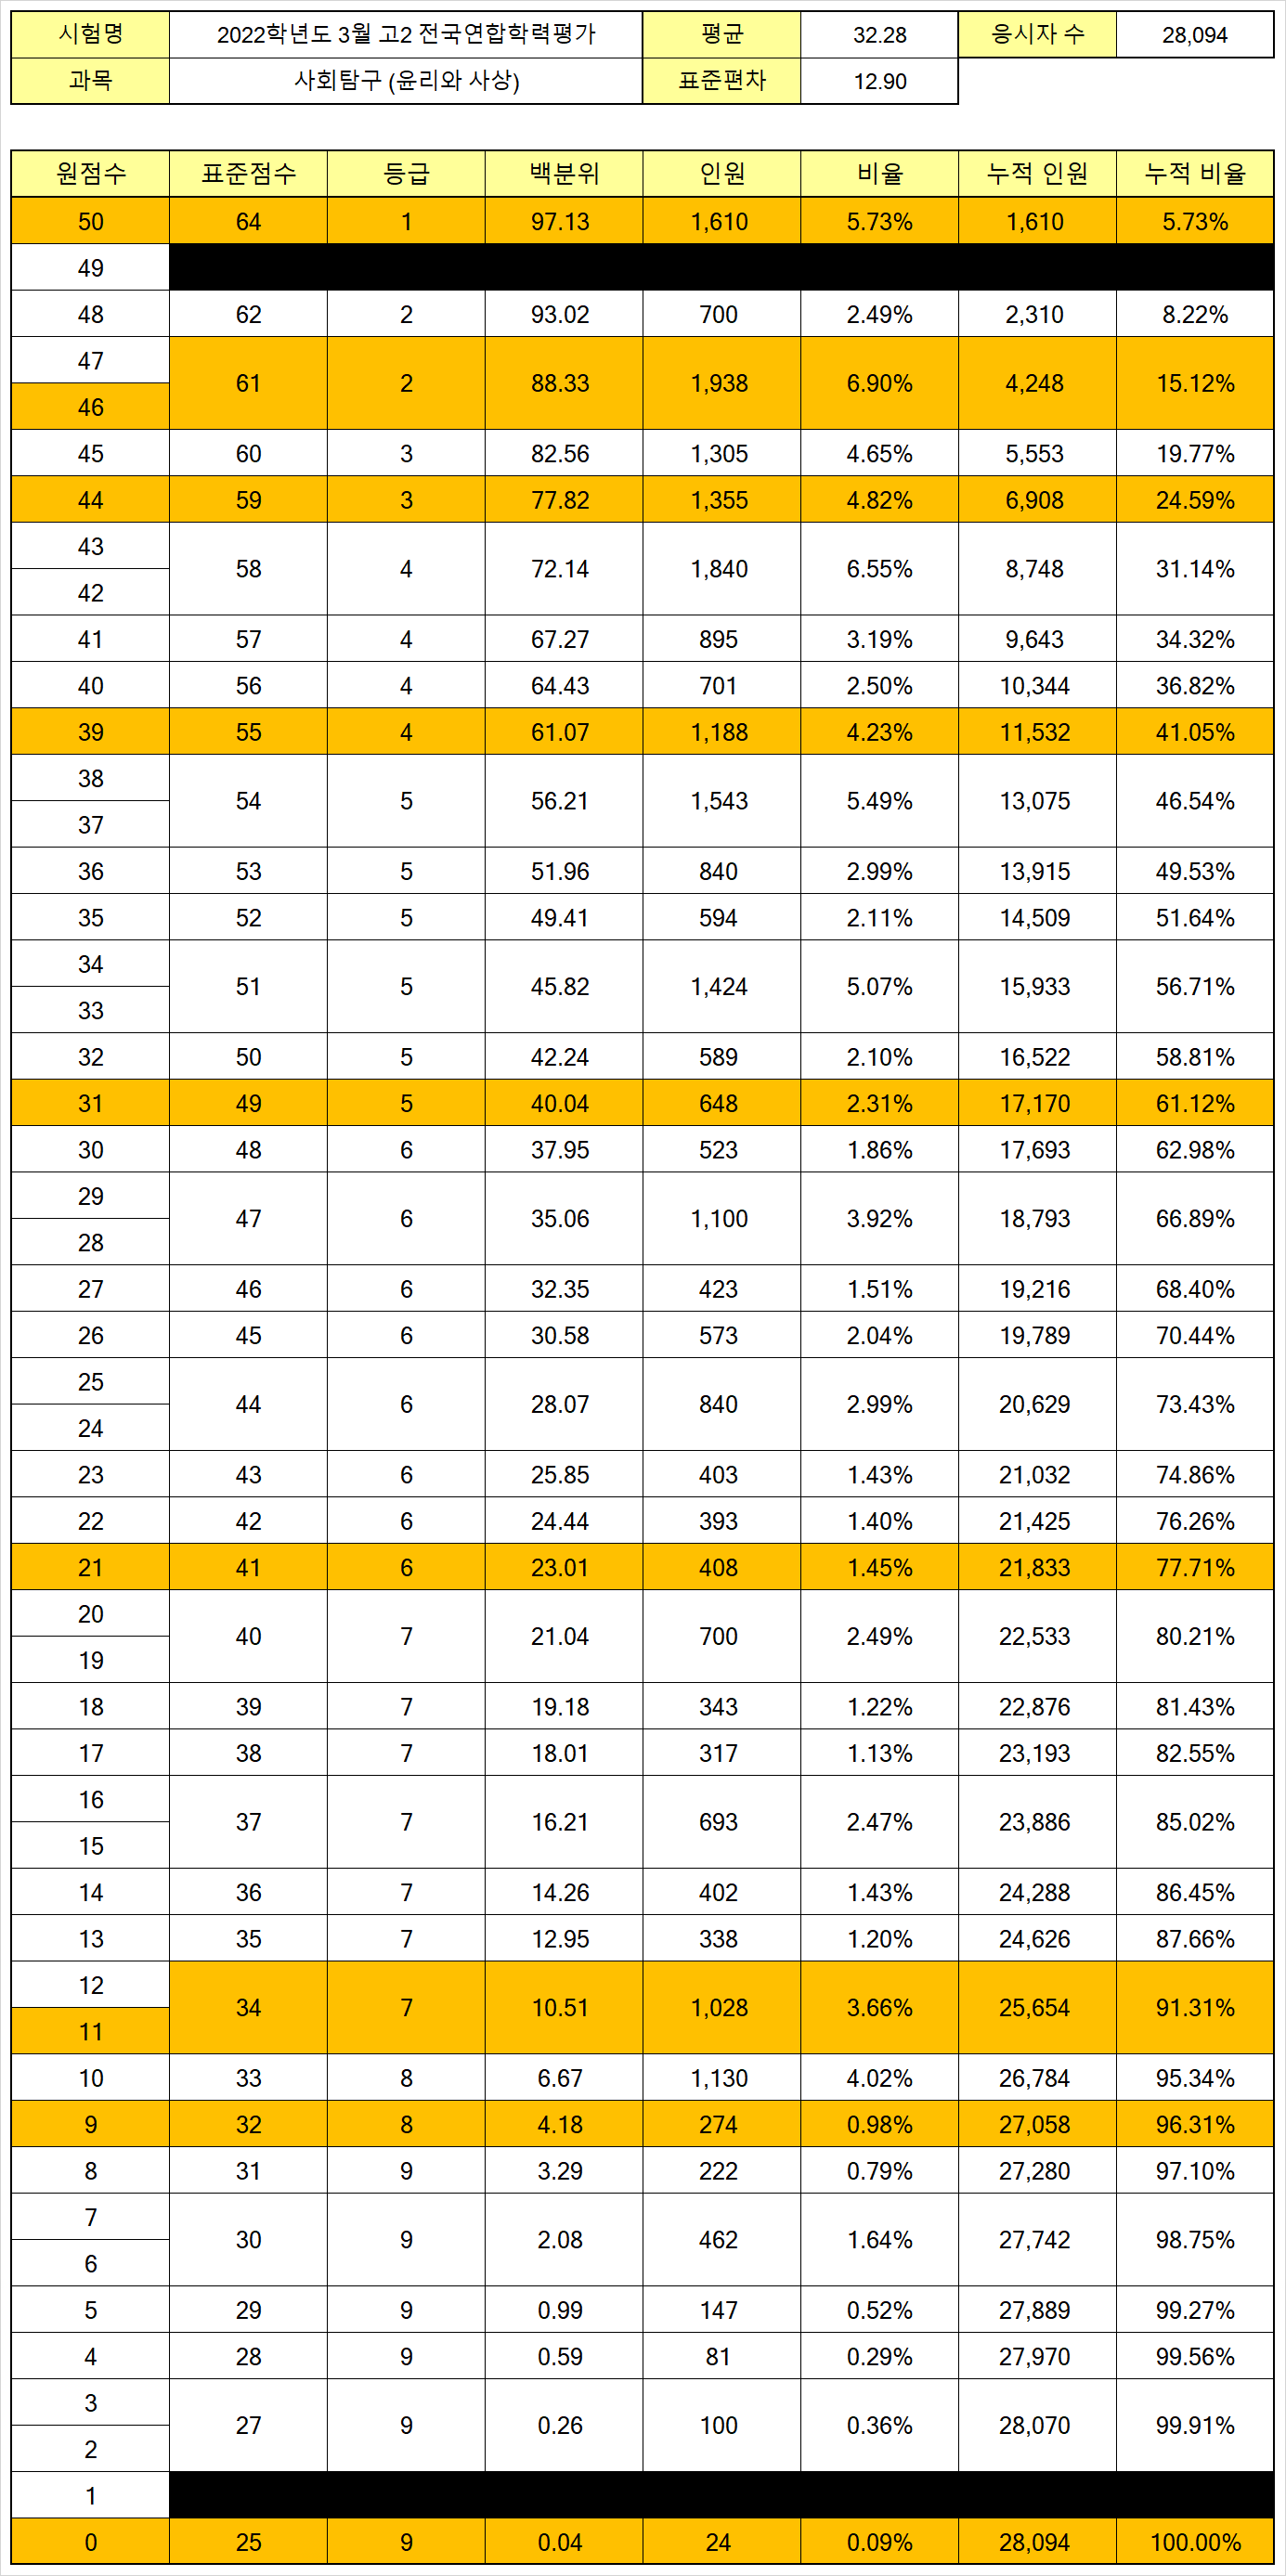 시험명 2022학년도 3월 고2 전국연합학력평가 평균 32.28 응시자 수 28,094
과목 사회탐구 (윤리와 사상) 표준편차 12.90
원점수 표준점수 등급 백분위 인원 비율 누적 인원 누적 비율
50 64 1 97.13 1,610 5.73% 1,610 5.73%
49
48 62 2 93.02 700 2.49% 2,310 8.22%
47
61 2 88.33 1,938 6.90% 4,248 15.12%
46
45 60 3 82.56 1,305 4.65% 5,553 19.77%
44 59 3 77.82 1,355 4.82% 6,908 24.59%
43
58 4 72.14 1,840 6.55% 8,748 31.14%
42
41 57 4 67.27 895 3.19% 9,643 34.32%
40 56 4 64.43 701 2.50% 10,344 36.82%
39 55 4 61.07 1,188 4.23% 11,532 41.05%
38
54 5 56.21 1,543 5.49% 13,075 46.54%
37
36 53 5 51.96 840 2.99% 13,915 49.53%
35 52 5 49.41 594 2.11% 14,509 51.64%
34
51 5 45.82 1,424 5.07% 15,933 56.71%
33
32 50 5 42.24 589 2.10% 16,522 58.81%
31 49 5 40.04 648 2.31% 17,170 61.12%
30 48 6 37.95 523 1.86% 17,693 62.98%
29
47 6 35.06 1,100 3.92% 18,793 66.89%
28
27 46 6 32.35 423 1.51% 19,216 68.40%
26 45 6 30.58 573 2.04% 19,789 70.44%
25
44 6 28.07 840 2.99% 20,629 73.43%
24
23 43 6 25.85 403 1.43% 21,032 74.86%
22 42 6 24.44 393 1.40% 21,425 76.26%
21 41 6 23.01 408 1.45% 21,833 77.71%
20
40 7 21.04 700 2.49% 22,533 80.21%
19
18 39 7 19.18 343 1.22% 22,876 81.43%
17 38 7 18.01 317 1.13% 23,193 82.55%
16
37 7 16.21 693 2.47% 23,886 85.02%
15
14 36 7 14.26 402 1.43% 24,288 86.45%
13 35 7 12.95 338 1.20% 24,626 87.66%
12
34 7 10.51 1,028 3.66% 25,654 91.31%
11
10 33 8 6.67 1,130 4.02% 26,784 95.34%
9 32 8 4.18 274 0.98% 27,058 96.31%
8 31 9 3.29 222 0.79% 27,280 97.10%
7
30 9 2.08 462 1.64% 27,742 98.75%
6
5 29 9 0.99 147 0.52% 27,889 99.27%
4 28 9 0.59 81 0.29% 27,970 99.56%
3
27 9 0.26 100 0.36% 28,070 99.91%
2
1
0 25 9 0.04 24 0.09% 28,094 100.00%